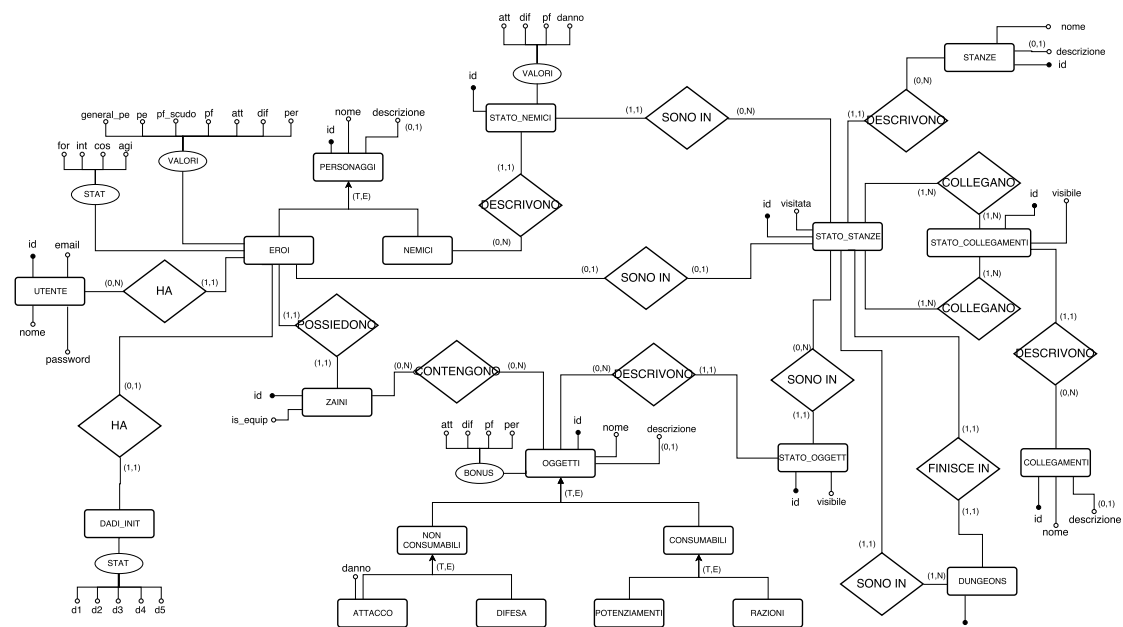 att dif pf danno
VALORI
id
STATO_NEMICI
(1,1)
SONO IN
(0,N)
nome
STANZE
(0,1)
descrizione
id
(0,N)
DESCRIVONO
(1,1)
general_pe pe pf_scudo pf att dif per
VALORI
for int cos agi
STAT
nome
descrizione
id
(0,1)
PERSONAGGI
(T,E)
EROI
NEMICI
(1,1)
DESCRIVONO
(0,N)
COLLEGANO
(1,N)
(1,N)
id
visibile
id
visitata
STATO_STANZE
STATO_COLLEGAMENTI
(1,N)
COLLEGANO
(1,N)
id
email
UTENTE
(0,N)
HA
(1,1)
nome
password
(0,1)
SONO IN
(0,1)
(1,1)
POSSIEDONO
(1,1)
ZAINI
id
is_equip
(0,N)
CONTENGONO
(0,N)
(0,N)
DESCRIVONO
(1,1)
(0,N)
SONO IN
(1,1)
(1,1)
DESCRIVONO
(0,N)
(0,1)
HA
(1,1)
DADI_INIT
STAT
d1 d2 d3 d4 d5
att dif pf per
BONUS
id
nome
descrizione
(0,1)
OGGETTI
(T,E)
STATO_OGGETT
id
visibile
(1,1)
FINISCE IN
(1,1)
COLLEGAMENTI
id
nome
(0,1)
descrizione
NON
CONSUMABILI
(T,E)
CONSUMABILI
(T,E)
danno
ATTACCO
DIFESA
POTENZIAMENTI
RAZIONI
(1,1)
SONO IN
(1,N)
DUNGEONS